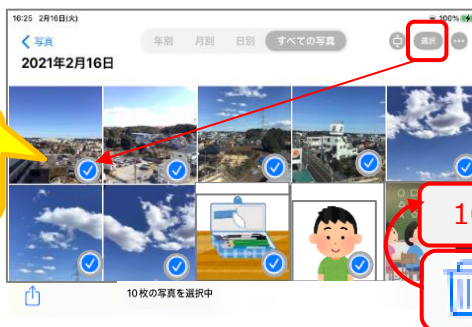 16:25 2月16日(火)
100%
写真
年別
月別
日別
すべての写真
選択
2021年2月16日
10枚の写真を選択中